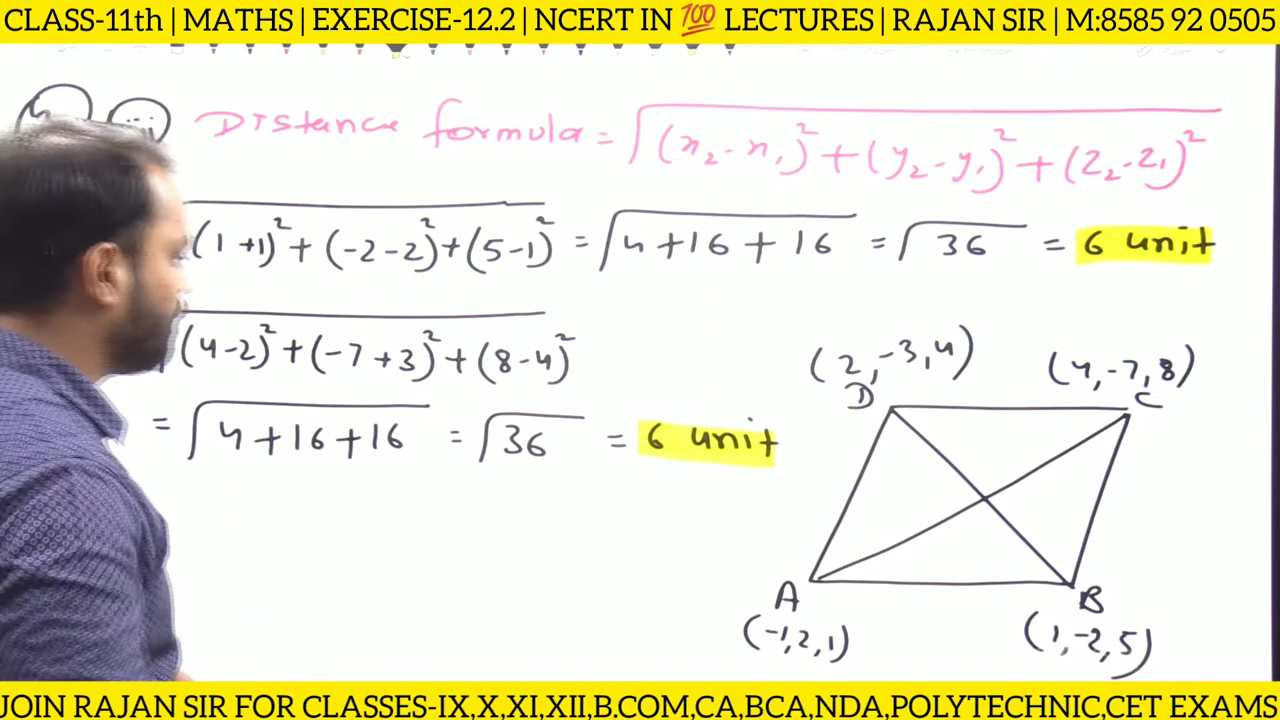 CLASS-11th | MATHS | EXERCISE-12.2 | NCERT IN 💯 LECTURES | RAJAN SIR | M:8585 92 0505
Distance formula = √(x₂-x₁)²+(y₂-y₁)²+(z₂-z₁)²
(1+1)²+(-2-2)²+(5-1)² = √4+16+16 = √36 = 6 unit
(4-2)²+(-7+3)²+(8-4)²
= √4+16+16 = √36 = 6 unit
(2,-3,4) (4,-7,8)
D C
A B
(-1,2,1) (1,-2,5)
JOIN RAJAN SIR FOR CLASSES-IX,X,XI,XII,B.COM,CA,BCA,NDA,POLYTECHNIC,CET EXAMS